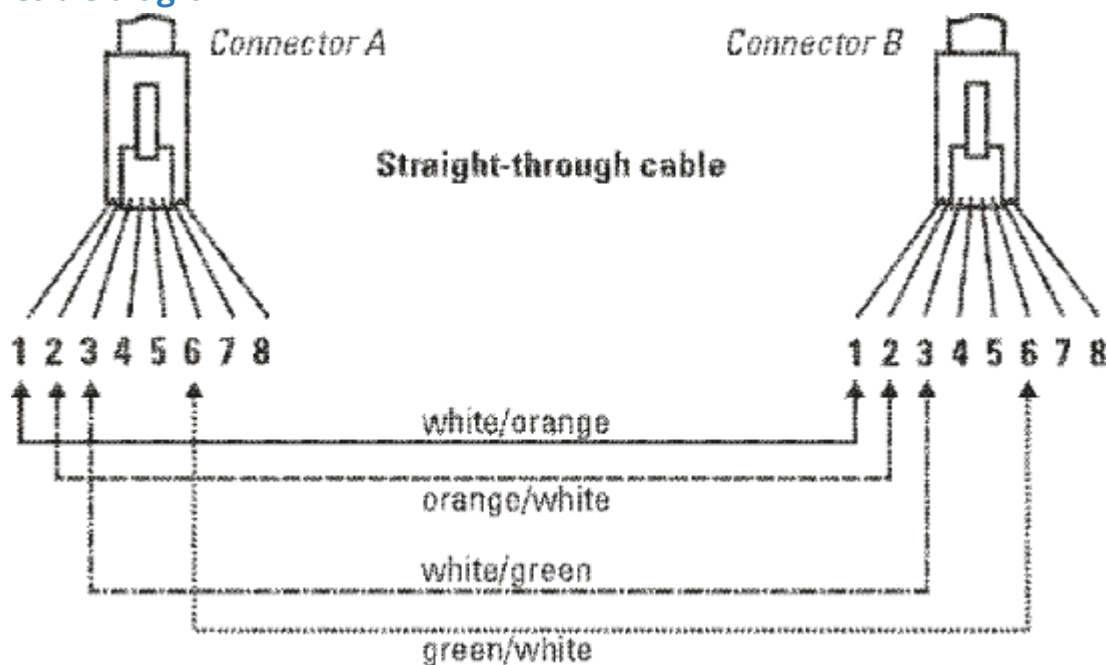 Connector A
Connector B
Straight-through cable
1 2 3 4 5 6 7 8
1 2 3 4 5 6 7 8
white/orange
orange/white
white/green
green/white